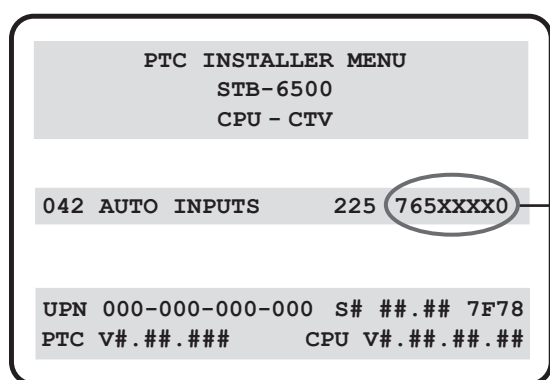 PTC INSTALLER MENU
STB-6500
CPU – CTV
042 AUTO INPUTS 225 765XXXX0
UPN 000-000-000-000 S# ##.## 7F78
PTC V#.##.### CPU V#.##.##.##